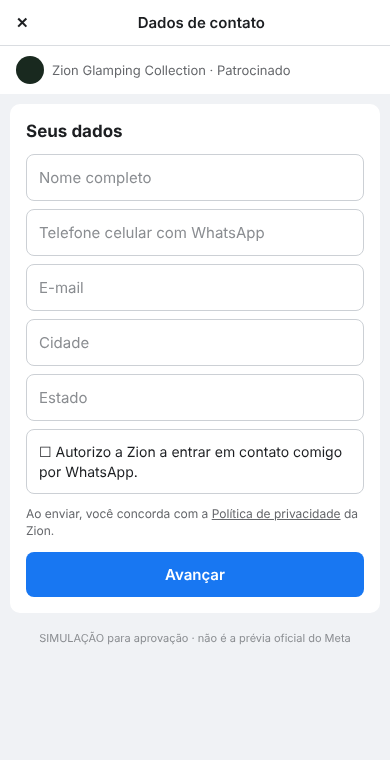 ✕ Dados de contato
Zion Glamping Collection · Patrocinado
Seus dados
Nome completo
Telefone celular com WhatsApp
E-mail
Cidade
Estado
☐ Autorizo a Zion a entrar em contato comigo
por WhatsApp.
Ao enviar, você concorda com a Política de privacidade da
Zion.
Avançar
SIMULAÇÃO para aprovação · não é a prévia oficial do Meta